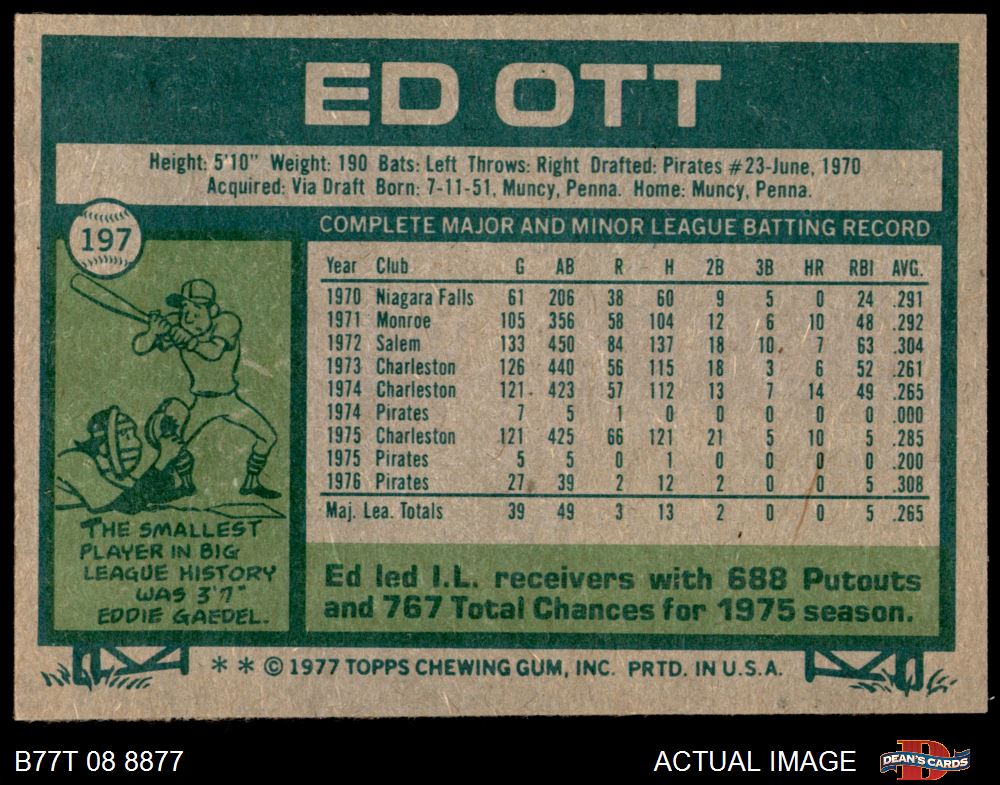 ED OTT
Height: 5'10" Weight: 190 Bats: Left Throws: Right Drafted: Pirates #23-June, 1970
Acquired: Via Draft Born: 7-11-51, Muncy, Penna. Home: Muncy, Penna.
197
COMPLETE MAJOR AND MINOR LEAGUE BATTING RECORD
Year Club G AB R H 2B 3B HR RBI AVG.
1970 Niagara Falls 61 206 38 60 9 5 0 24 .291
1971 Monroe 105 356 58 104 12 6 10 48 .292
1972 Salem 133 450 84 137 18 10 7 63 .304
1973 Charleston 126 440 56 115 18 3 6 52 .261
1974 Charleston 121 423 57 112 13 7 14 49 .265
1974 Pirates 7 5 1 0 0 0 0 0 .000
1975 Charleston 121 425 66 121 21 5 10 5 .285
1975 Pirates 5 5 0 1 0 0 0 0 .200
1976 Pirates 27 39 2 12 2 0 0 5 .308
Maj. Lea. Totals 39 49 3 13 2 0 0 5 .265
THE SMALLEST
PLAYER IN BIG
LEAGUE HISTORY
WAS 3'7"
EDDIE GAEDEL.
Ed led I.L. receivers with 688 Putouts
and 767 Total Chances for 1975 season.
* * © 1977 TOPPS CHEWING GUM, INC. PRTD. IN U.S.A.
B77T 08 8877
ACTUAL IMAGE
D
DEAN'S CARDS